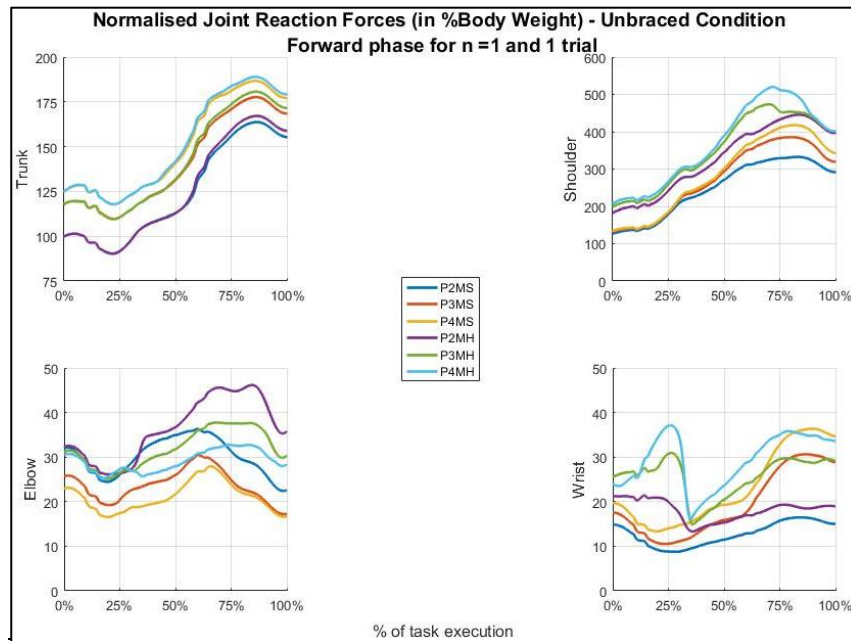 Normalised Joint Reaction Forces (in %Body Weight) - Unbraced Condition
Forward phase for n =1 and 1 trial
200
175
150
125
100
75
Trunk
0% 25% 50% 75% 100%
600
500
400
300
200
100
0
Shoulder
0% 25% 50% 75% 100%
P2MS
P3MS
P4MS
P2MH
P3MH
P4MH
50
40
30
20
10
0
Elbow
0% 25% 50% 75% 100%
50
40
30
20
10
0
Wrist
0% 25% 50% 75% 100%
% of task execution